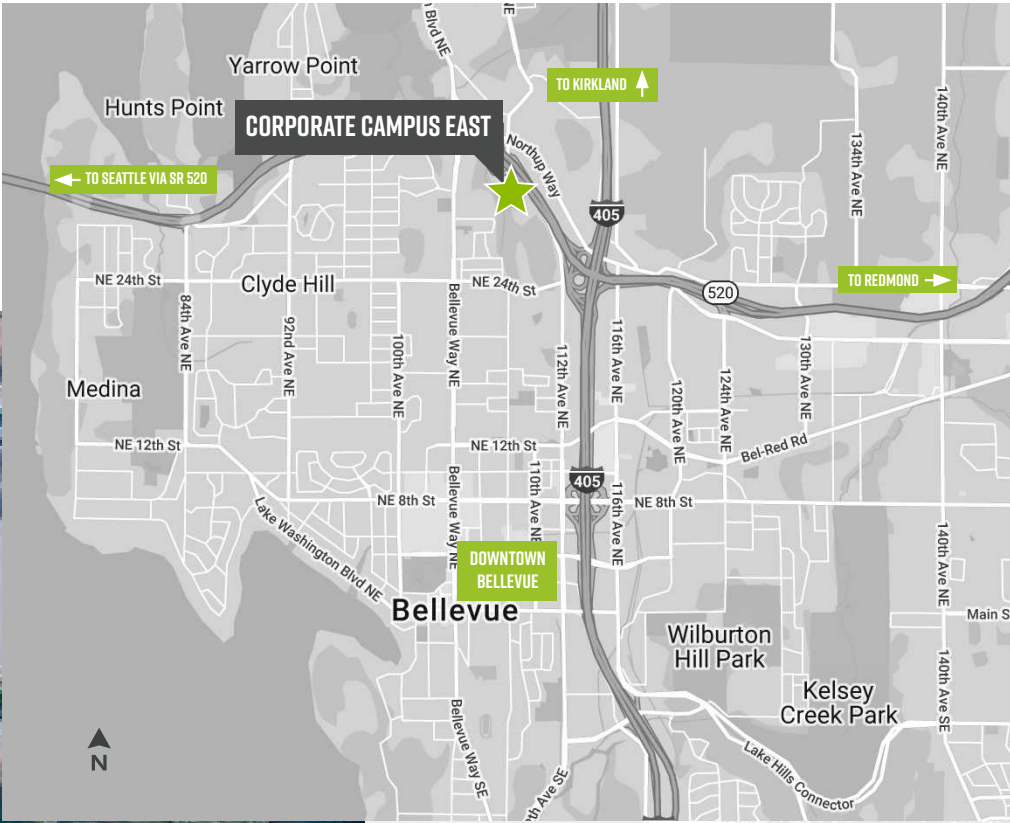 n Blvd NE
NE
Yarrow Point
TO KIRKLAND
Hunts Point
CORPORATE CAMPUS EAST
140th Ave NE
134th Ave NE
Northup Way
TO SEATTLE VIA SR 520
405
NE 24th St
Clyde Hill
NE 24th St
520
TO REDMOND
84th Ave NE
92nd Ave NE
100th Ave NE
Bellevue Way NE
112th Ave NE
116th Ave NE
120th Ave NE
124th Ave NE
130th Ave NE
Medina
NE 12th St
NE 12th St
Bel-Red Rd
405
NE 8th St
NE 8th St
Lake Washington Blvd NE
Bellevue Way NE
110th Ave NE
116th Ave NE
140th Ave NE
DOWNTOWN
BELLEVUE
Bellevue
Main S
Wilburton
Hill Park
Kelsey
Creek Park
140th Ave SE
Bellevue Way SE
th Ave SE
Lake Hills Connector
N